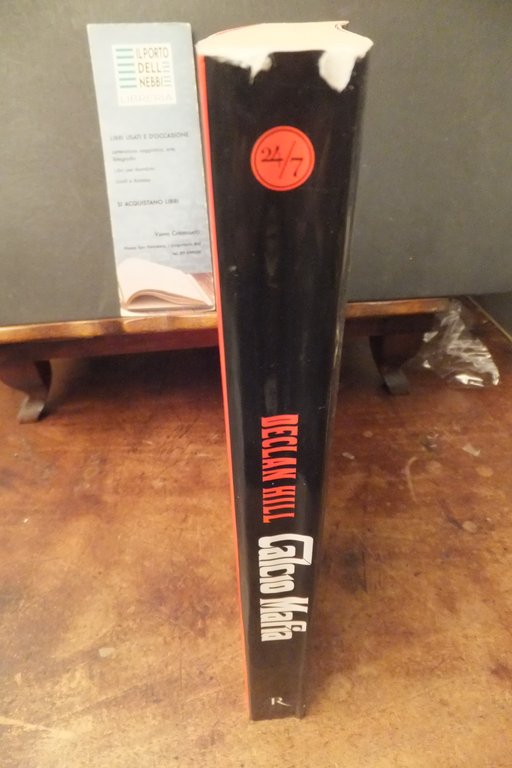 IL PORTO
DELLE
NEBBIE
LIBRERIA
LIBRI USATI E D'OCCASIONE
SI ACQUISTANO LIBRI
24/7
DECLAN HILL
Calcio Mafia
R